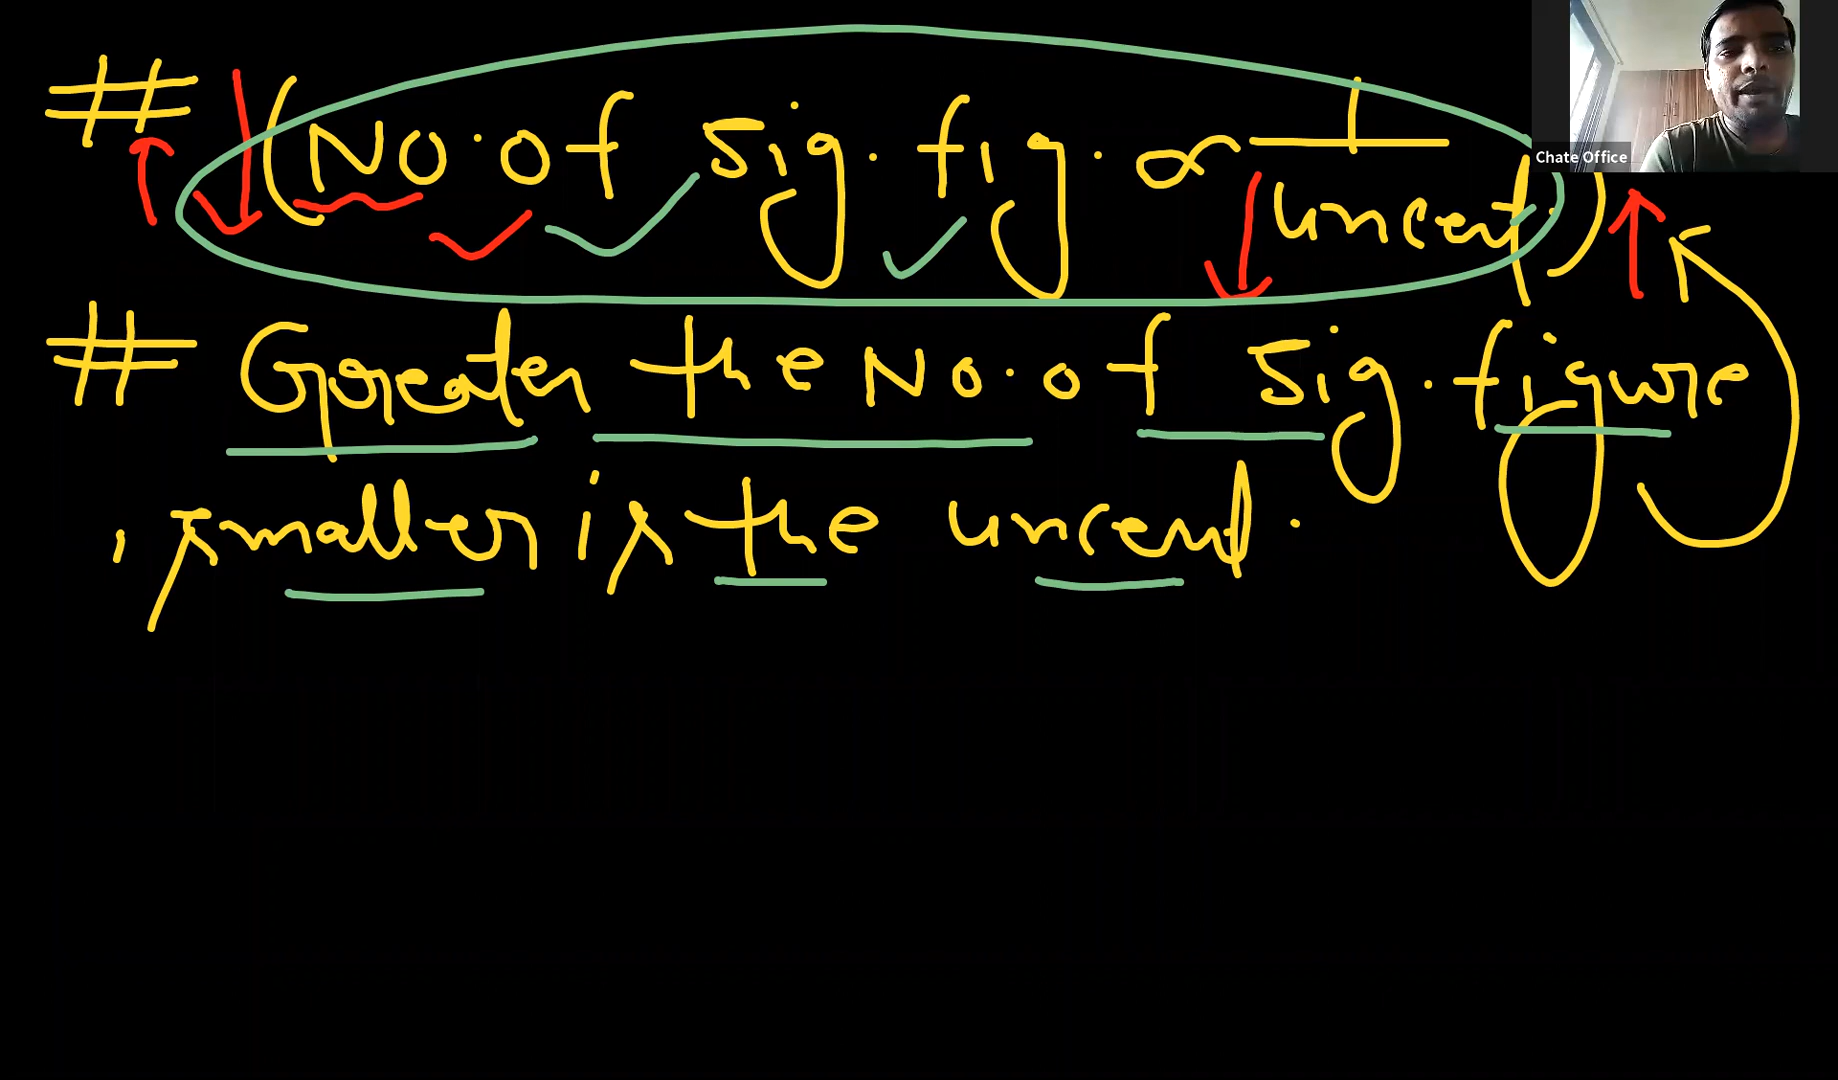 # (No. of sig. fig. ∝ 1/uncert.)
Chate Office
# Greater the No. of sig. figure
, smaller is the uncert.